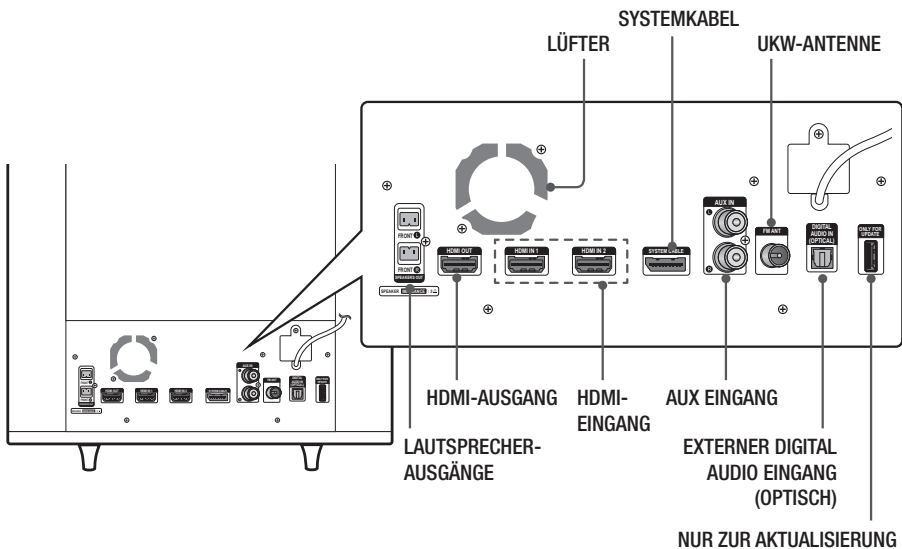 SYSTEMKABEL
LÜFTER
UKW-ANTENNE
AUX IN
L
R
FRONT L
FRONT R
SPEAKERS OUT
SPEAKER
HDMI OUT
HDMI IN 1
HDMI IN 2
SYSTEM CABLE
FM ANT
DIGITAL
AUDIO IN
(OPTICAL)
ONLY FOR
UPDATE
HDMI-AUSGANG
HDMI-
EINGANG
AUX EINGANG
LAUTSPRECHER-
AUSGÄNGE
EXTERNER DIGITAL
AUDIO EINGANG
(OPTISCH)
NUR ZUR AKTUALISIERUNG